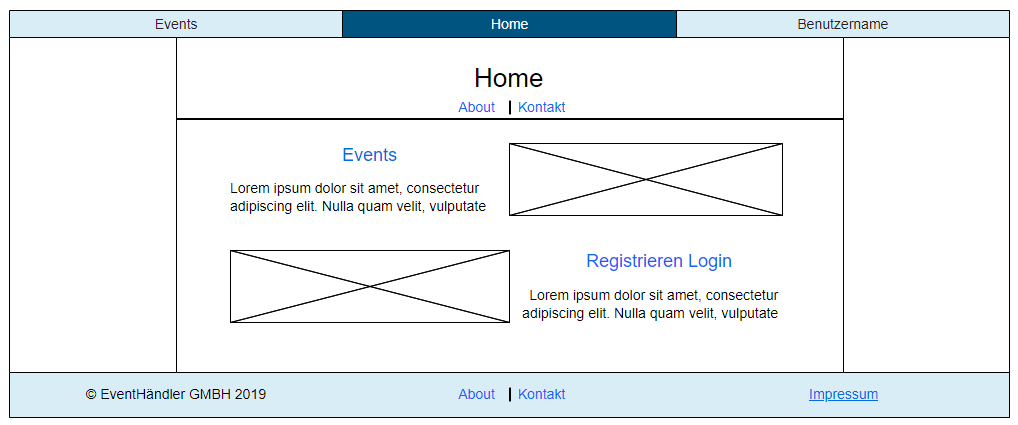 Events Home Benutzername
Home
About | Kontakt
Events
Lorem ipsum dolor sit amet, consectetur
adipiscing elit. Nulla quam velit, vulputate
Registrieren Login
Lorem ipsum dolor sit amet, consectetur
adipiscing elit. Nulla quam velit, vulputate
© EventHändler GMBH 2019 About | Kontakt Impressum